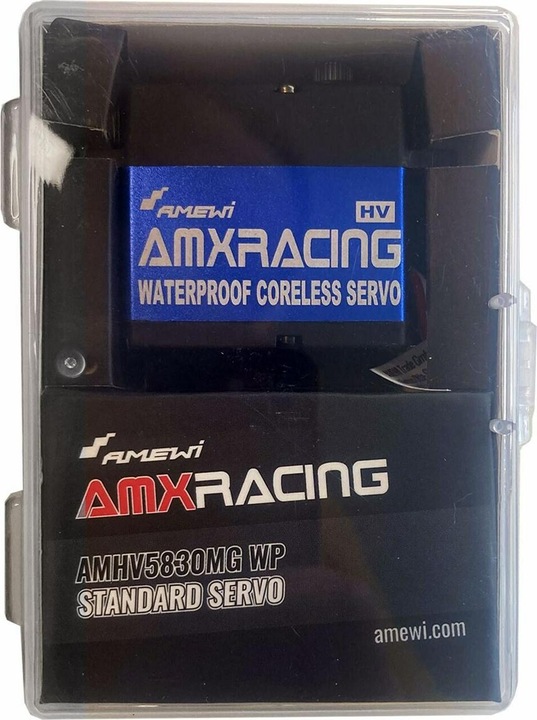 AMEWI
HV
AMXRACING
WATERPROOF CORELESS SERVO
AMEWI
AMXRACING
AMHV5830MG WP
STANDARD SERVO
amewi.com